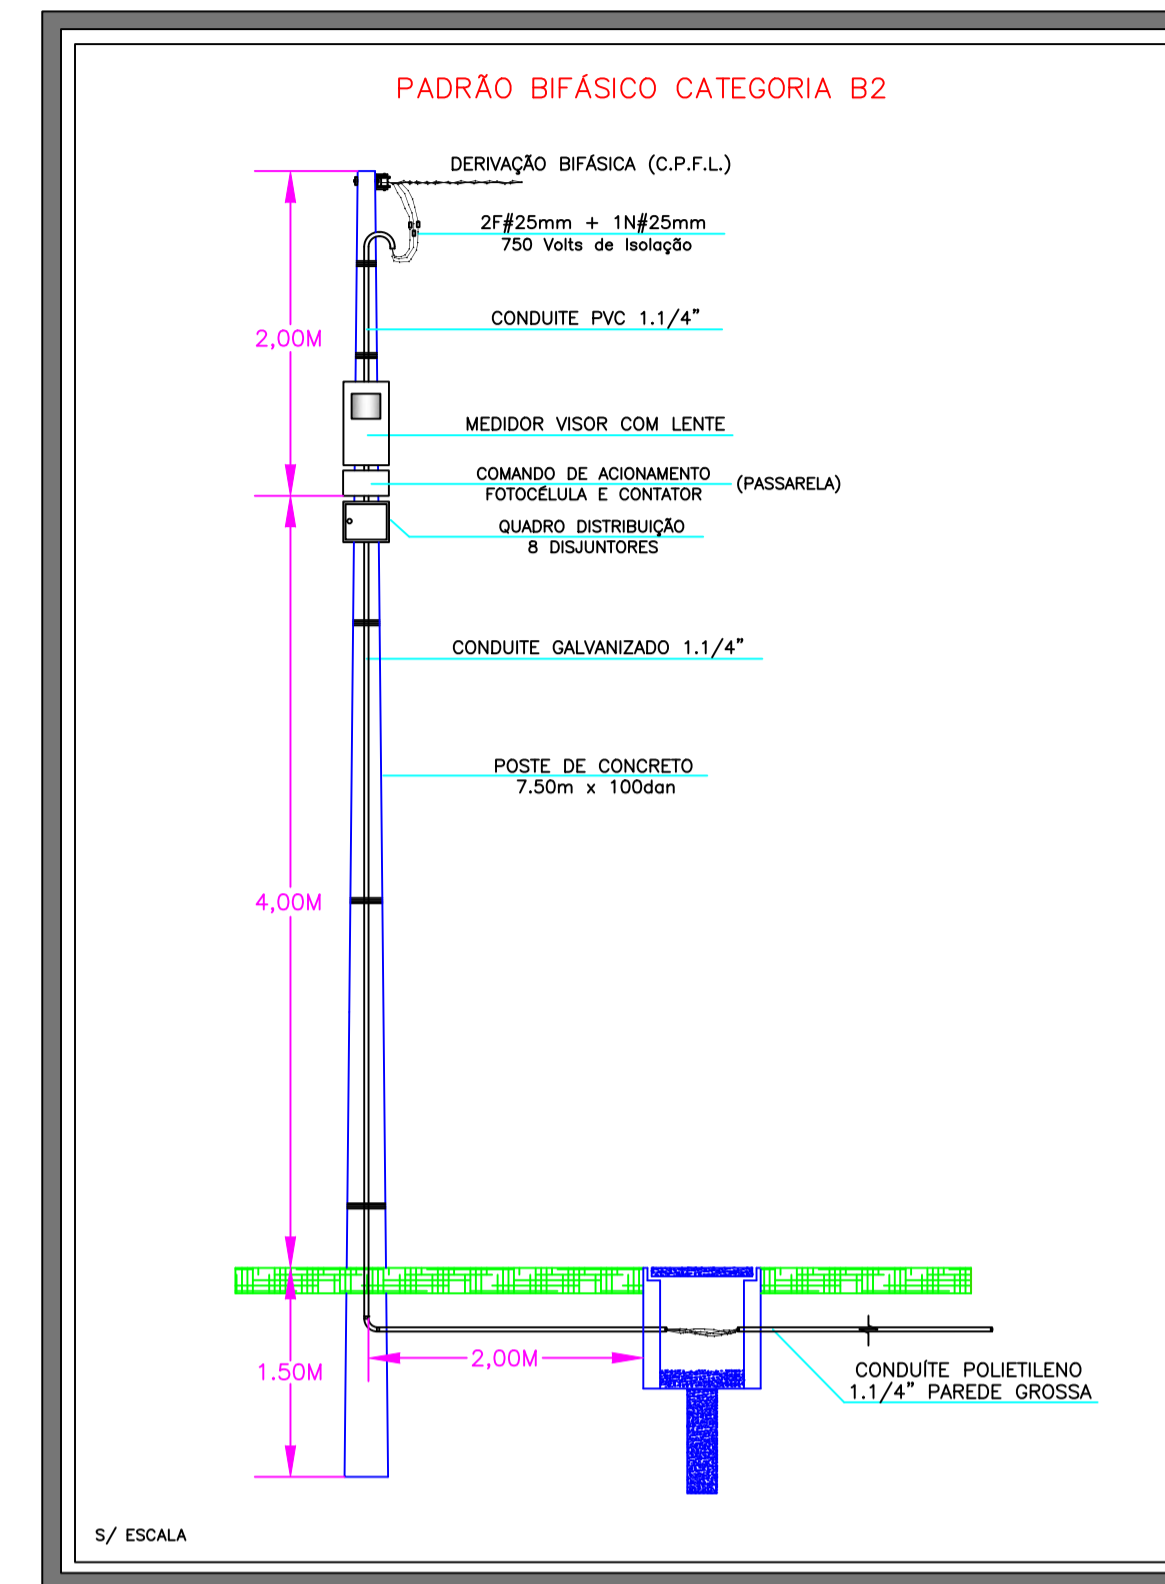 PADRÃO BIFÁSICO CATEGORIA B2
DERIVAÇÃO BIFÁSICA (C.P.F.L.)
2F#25mm + 1N#25mm
750 Volts de Isolação
CONDUITE PVC 1.1/4"
2,00M
MEDIDOR VISOR COM LENTE
COMANDO DE ACIONAMENTO
FOTOCÉLULA E CONTATOR
(PASSARELA)
QUADRO DISTRIBUIÇÃO
8 DISJUNTORES
CONDUITE GALVANIZADO 1.1/4"
POSTE DE CONCRETO
7.50m x 100dan
4,00M
2,00M
1.50M
CONDUÍTE POLIETILENO
1.1/4" PAREDE GROSSA
S/ ESCALA